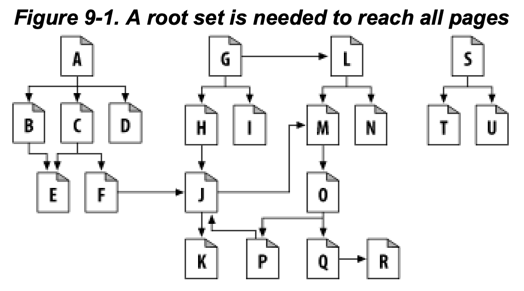 Figure 9-1. A root set is needed to reach all pages
A G L S
B C D H I M N T U
E F J O
K P Q R